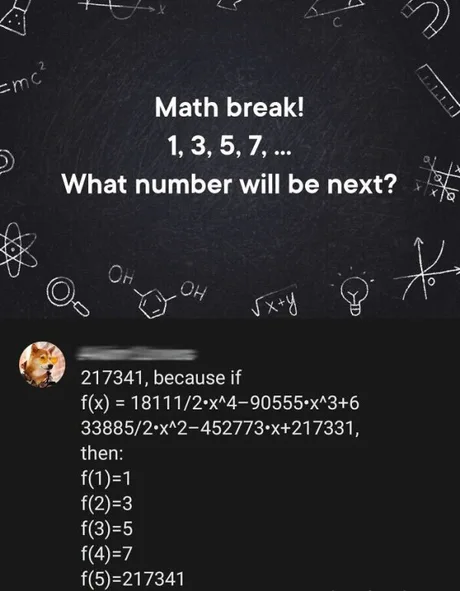 =mc²
C
Math break!
1, 3, 5, 7, ...
What number will be next?
OH
OH
√x+y
217341, because if
f(x) = 18111/2•x^4–90555•x^3+6
33885/2•x^2–452773•x+217331,
then:
f(1)=1
f(2)=3
f(3)=5
f(4)=7
f(5)=217341